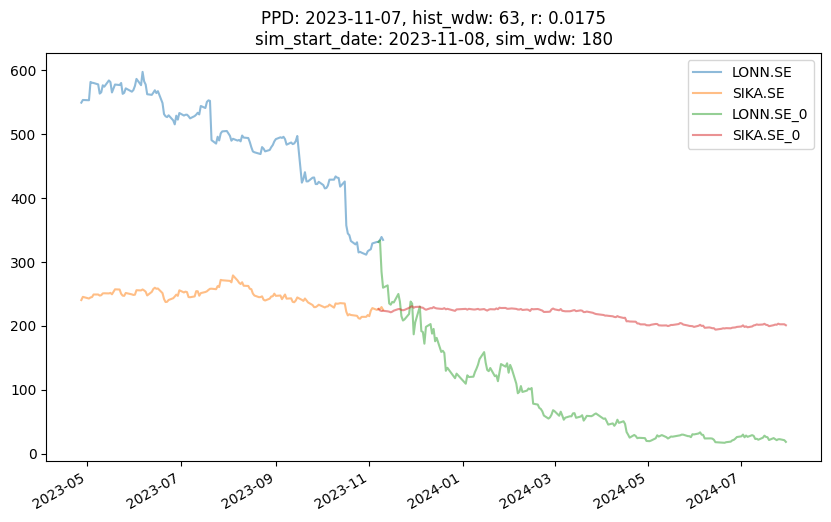 PPD: 2023-11-07, hist_wdw: 63, r: 0.0175
sim_start_date: 2023-11-08, sim_wdw: 180
LONN.SE
SIKA.SE
LONN.SE_0
SIKA.SE_0
600
500
400
300
200
100
0
2023-05
2023-07
2023-09
2023-11
2024-01
2024-03
2024-05
2024-07